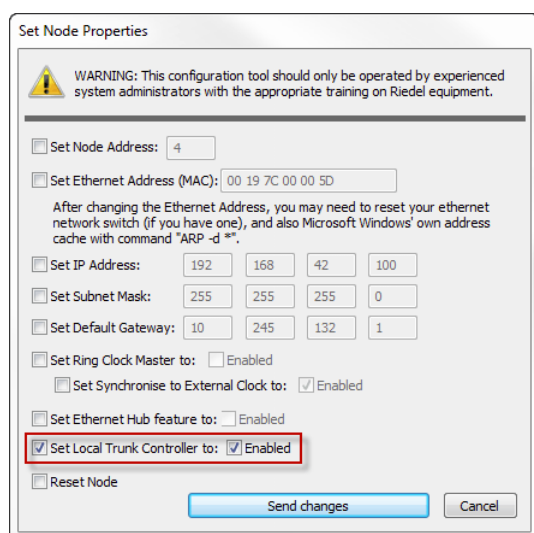 Set Node Properties
WARNING: This configuration tool should only be operated by experienced
system administrators with the appropriate training on Riedel equipment.
Set Node Address: 4
Set Ethernet Address (MAC): 00 19 7C 00 00 5D
After changing the Ethernet Address, you may need to reset your ethernet
network switch (if you have one), and also Microsoft Windows' own address
cache with command "ARP -d *".
Set IP Address: 192 168 42 100
Set Subnet Mask: 255 255 255 0
Set Default Gateway: 10 245 132 1
Set Ring Clock Master to: Enabled
Set Synchronise to External Clock to: Enabled
Set Ethernet Hub feature to: Enabled
Set Local Trunk Controller to: Enabled
Reset Node
Send changes Cancel